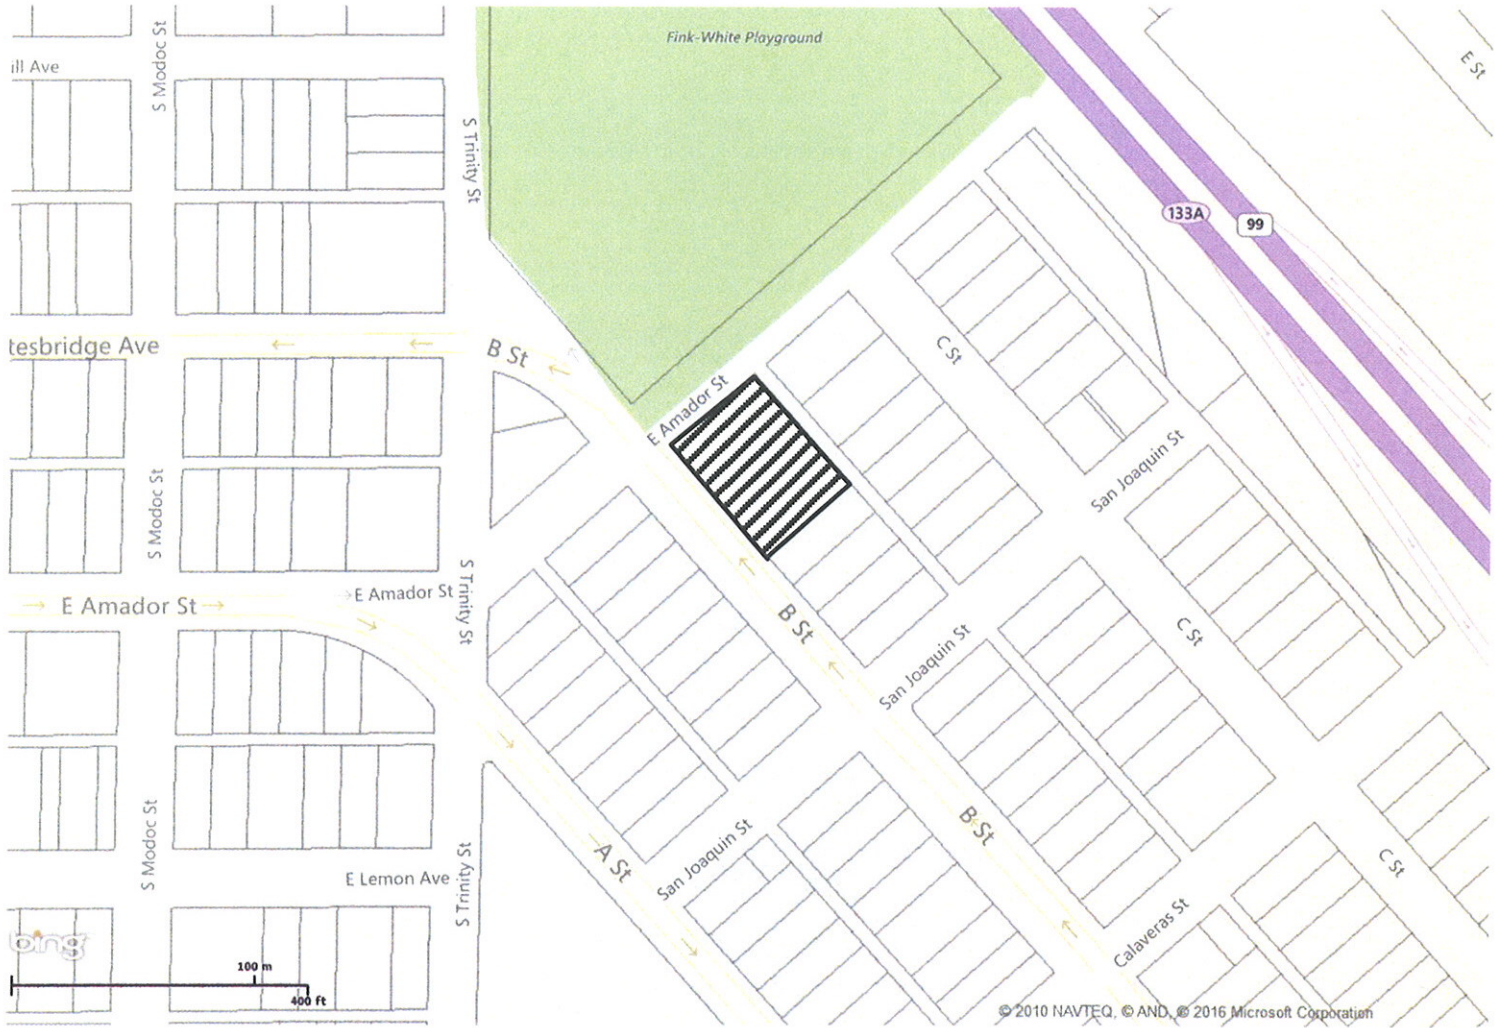 Fink-White Playground
S Modoc St
ill Ave
E St
S Trinity St
133A
99
tesbridge Ave
B St
C St
E Amador St
San Joaquin St
S Modoc St
E Amador St
E Amador St
S Trinity St
B St
San Joaquin St
C St
S Modoc St
A St
San Joaquin St
B St
C St
E Lemon Ave
S Trinity St
Calaveras St
bing
100 m
400 ft
© 2010 NAVTEQ, © AND, © 2016 Microsoft Corporation